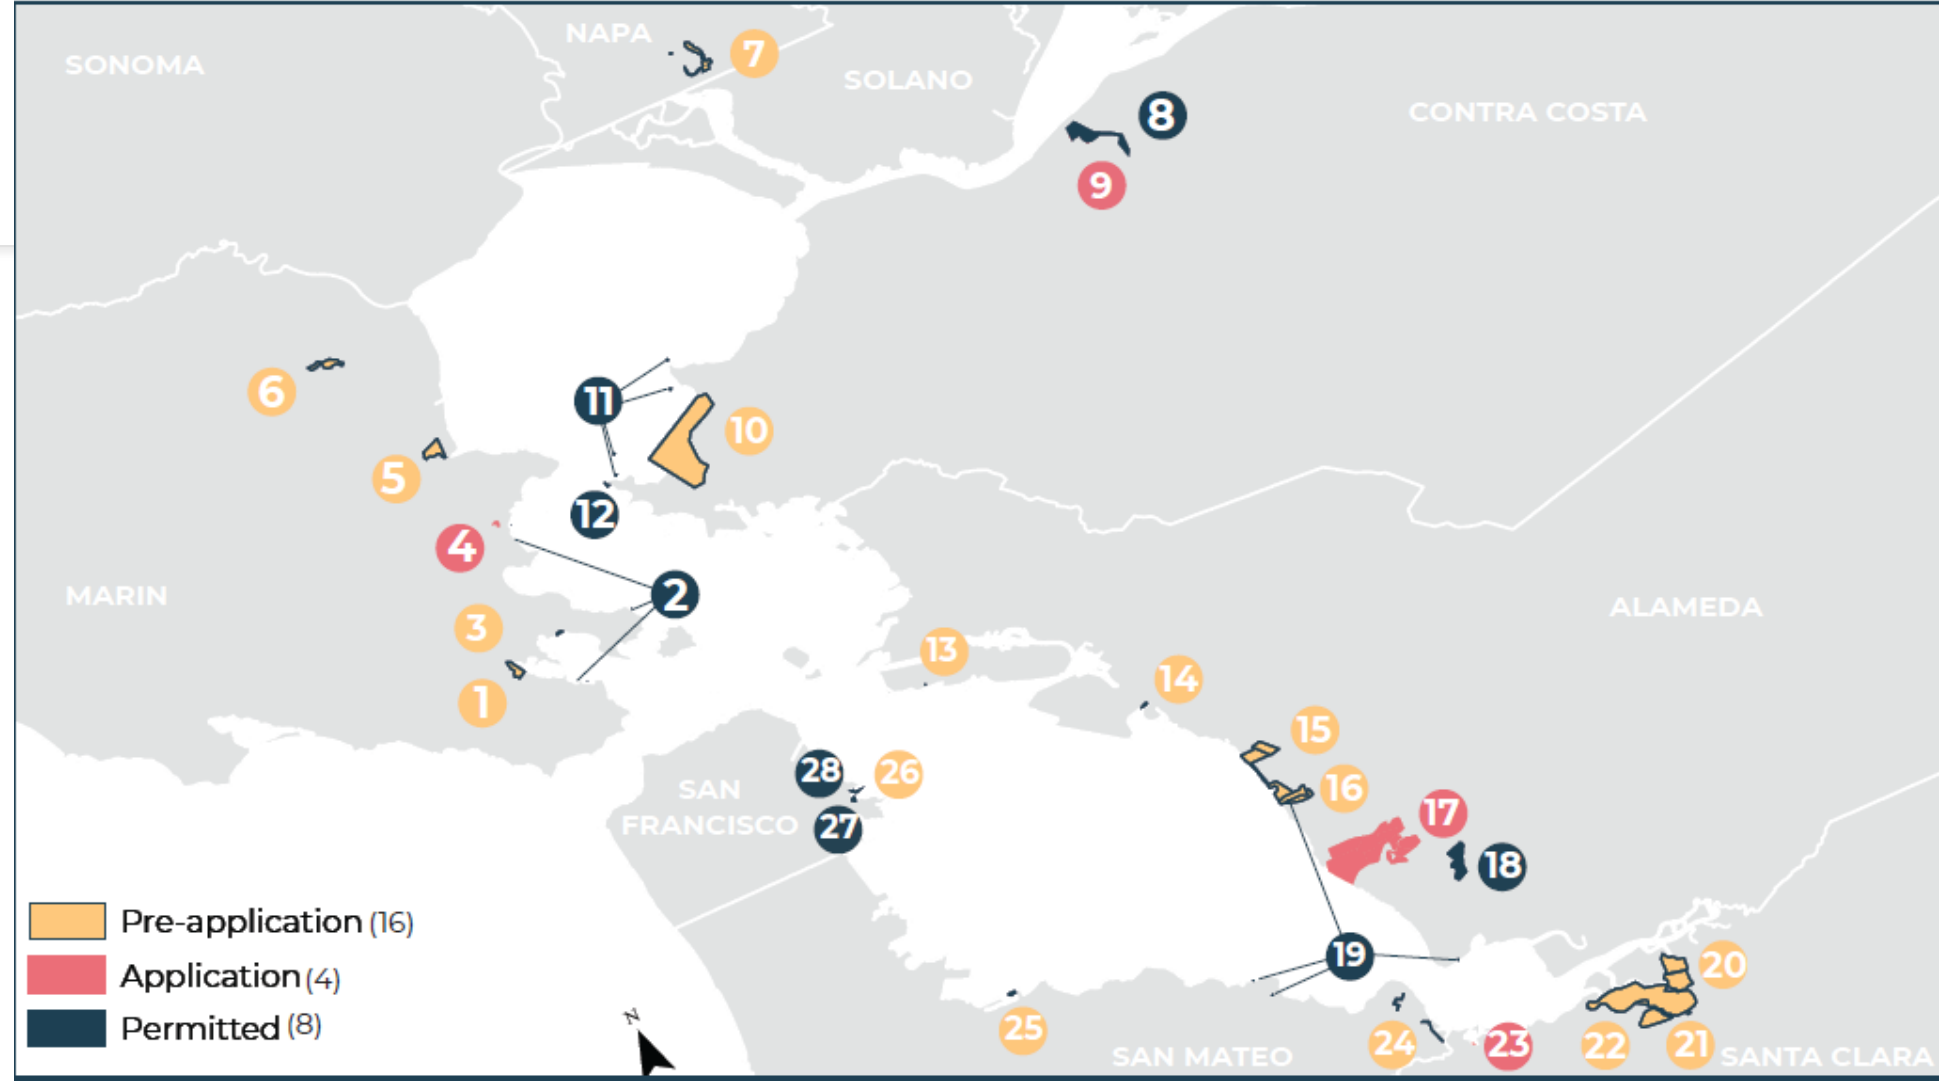 NAPA
7
SONOMA
SOLANO
8
CONTRA COSTA
9
6
11
10
5
12
4
2
MARIN
ALAMEDA
3
13
14
1
15
28
26
16
SAN
FRANCISCO
27
17
18
Pre-application (16)
19
20
Application (4)
N
Permitted (8)
25
24
23
22
21
SAN MATEO
SANTA CLARA